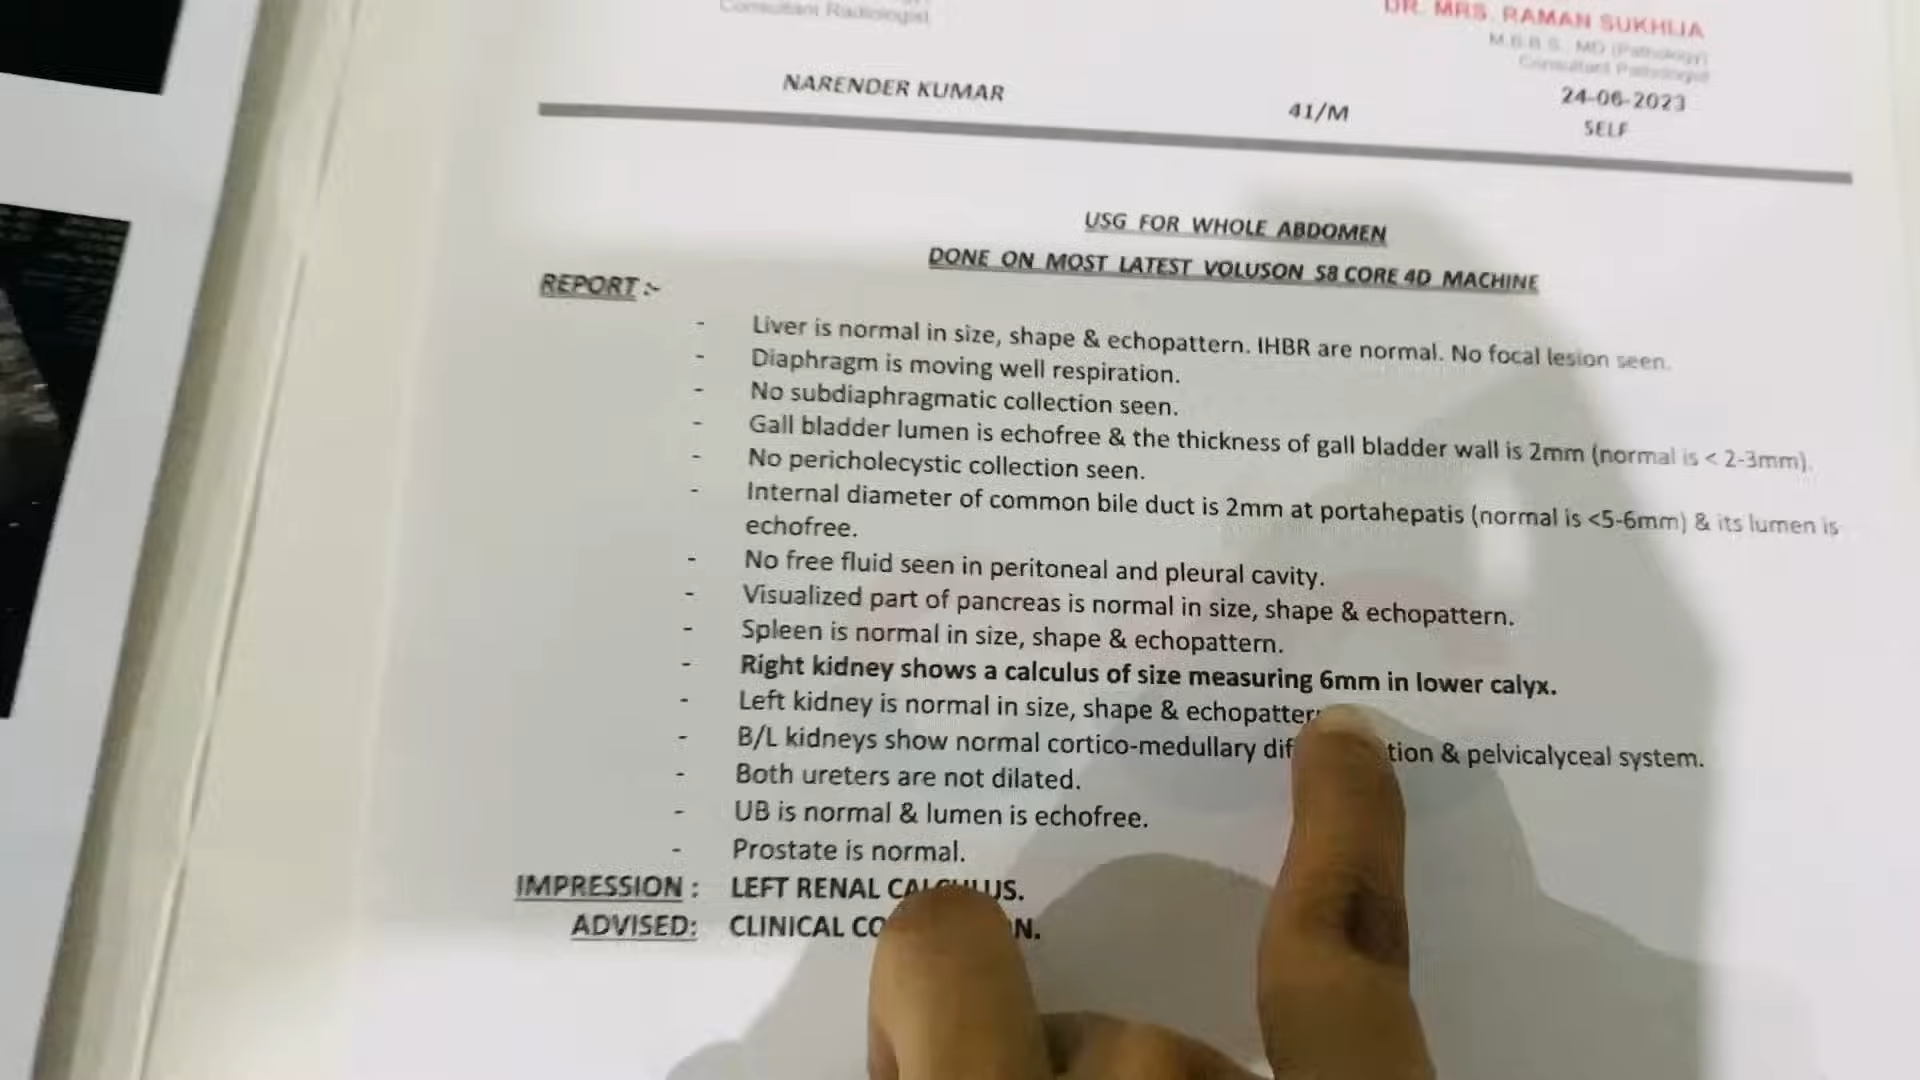 Consultant Radiologist
DR. MRS. RAMAN SUKHIJA
M.B.B.S., MD (Pathology)
Consultant Pathologist
NARENDER KUMAR
41/M
24-06-2023
SELF
USG FOR WHOLE ABDOMEN
DONE ON MOST LATEST VOLUSON S8 CORE 4D MACHINE
REPORT :-
- Liver is normal in size, shape & echopattern. IHBR are normal. No focal lesion seen.
- Diaphragm is moving well respiration.
- No subdiaphragmatic collection seen.
- Gall bladder lumen is echofree & the thickness of gall bladder wall is 2mm (normal is < 2-3mm).
- No pericholecystic collection seen.
- Internal diameter of common bile duct is 2mm at portahepatis (normal is <5-6mm) & its lumen is
echofree.
- No free fluid seen in peritoneal and pleural cavity.
- Visualized part of pancreas is normal in size, shape & echopattern.
- Spleen is normal in size, shape & echopattern.
- Right kidney shows a calculus of size measuring 6mm in lower calyx.
- Left kidney is normal in size, shape & echopatter
- B/L kidneys show normal cortico-medullary dif tion & pelvicalyceal system.
- Both ureters are not dilated.
- UB is normal & lumen is echofree.
- Prostate is normal.
IMPRESSION : LEFT RENAL CALCULUS.
ADVISED: CLINICAL CO N.